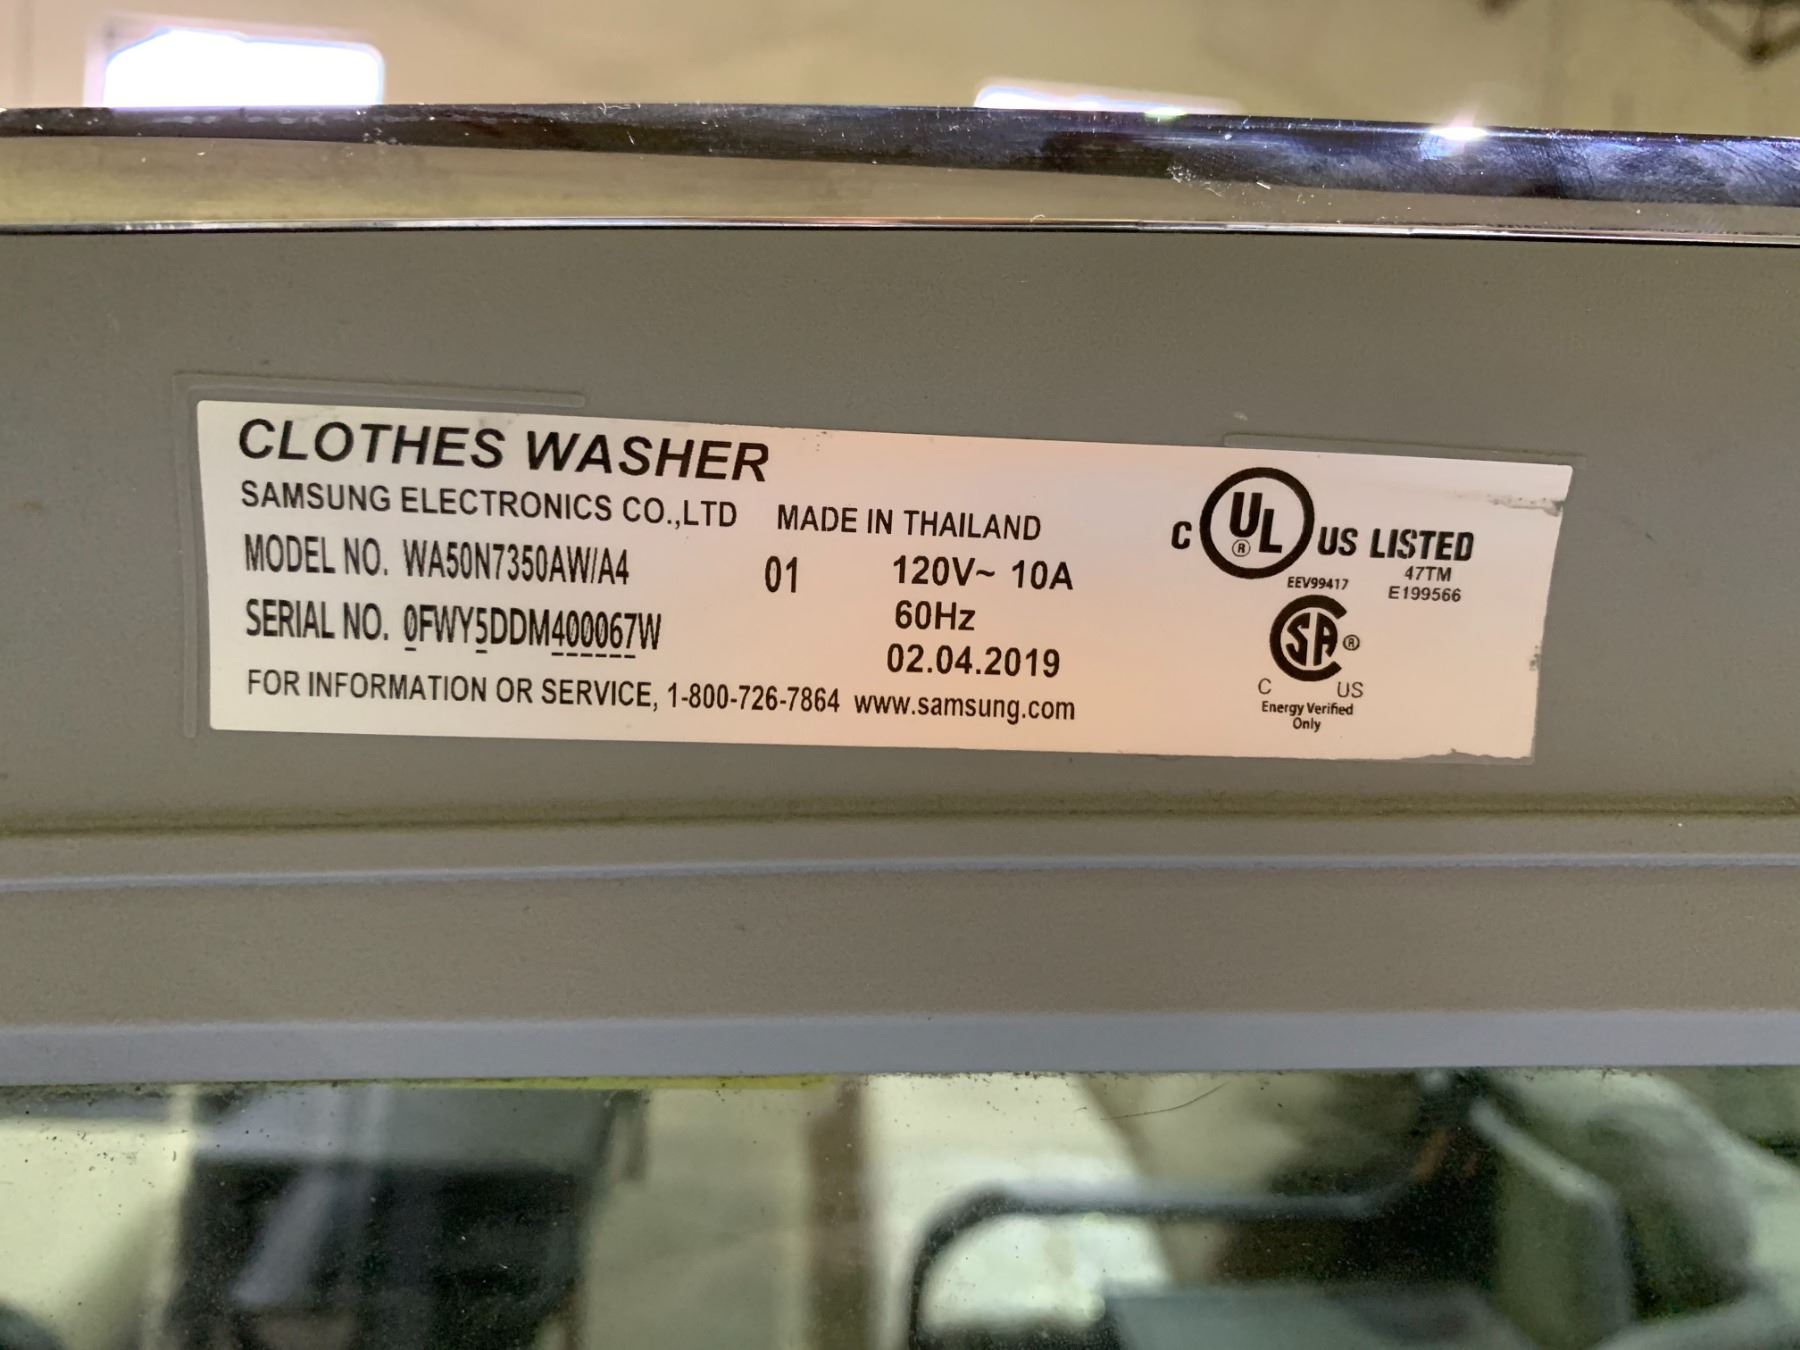 CLOTHES WASHER
SAMSUNG ELECTRONICS CO.,LTD MADE IN THAILAND
MODEL NO. WA50N7350AW/A4 01 120V~ 10A
SERIAL NO. 0FWY5DDM400067W 60Hz
02.04.2019
FOR INFORMATION OR SERVICE, 1-800-726-7864 www.samsung.com
C UL ® US LISTED
EEV99417 47TM
E199566
SA ®
C US
Energy Verified
Only